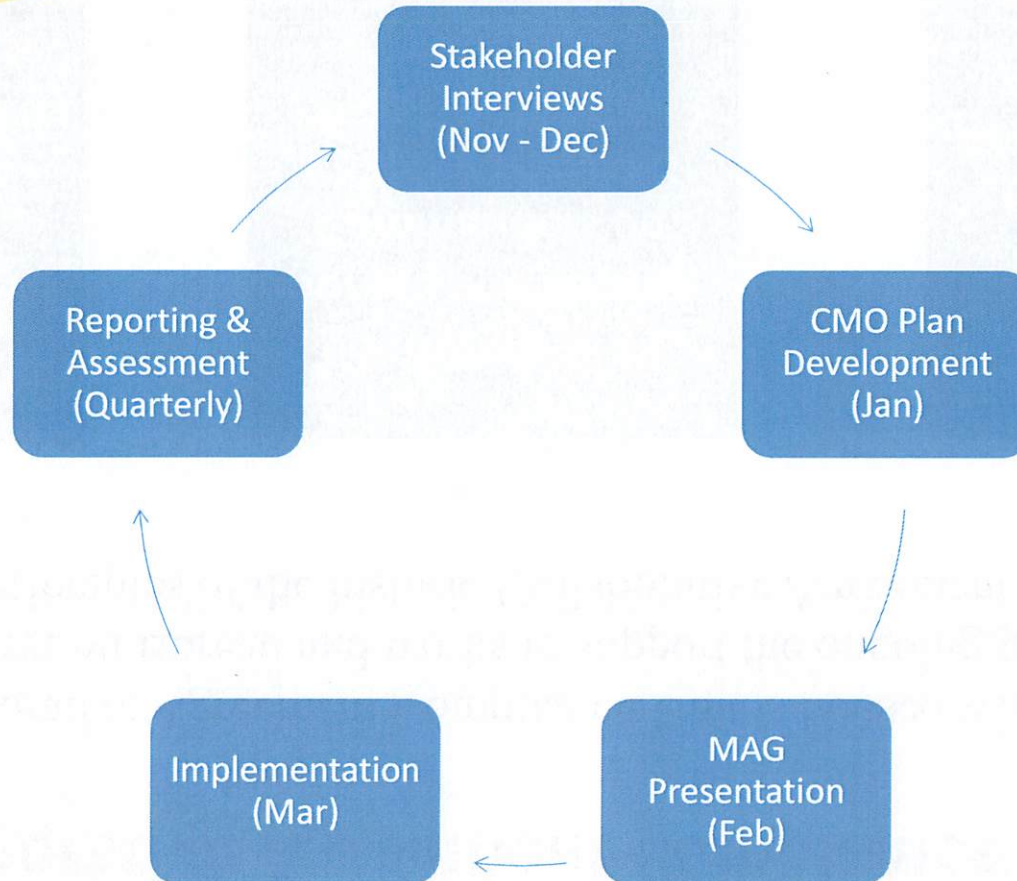 Stakeholder
Interviews
(Nov - Dec)
CMO Plan
Development
(Jan)
MAG
Presentation
(Feb)
Implementation
(Mar)
Reporting &
Assessment
(Quarterly)